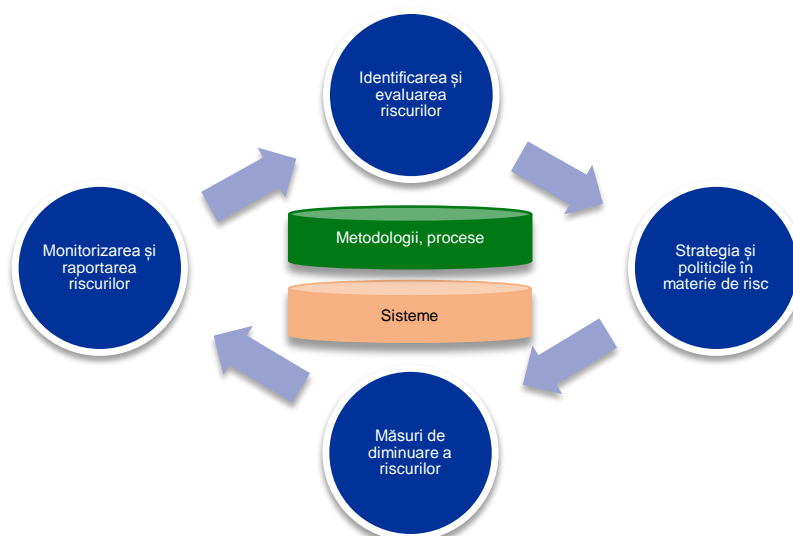 Identificarea și
evaluarea
riscurilor
Metodologii, procese
Monitorizarea și
raportarea
riscurilor
Strategia și
politicile în
materie de risc
Sisteme
Măsuri de
diminuare a
riscurilor